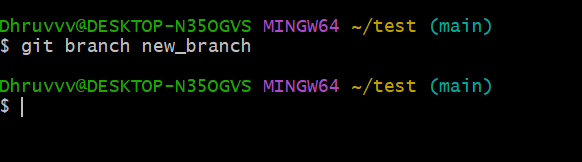 Dhruvvv@DESKTOP-N35OGVS MINGW64 ~/test (main)
$ git branch new_branch
Dhruvvv@DESKTOP-N35OGVS MINGW64 ~/test (main)
$